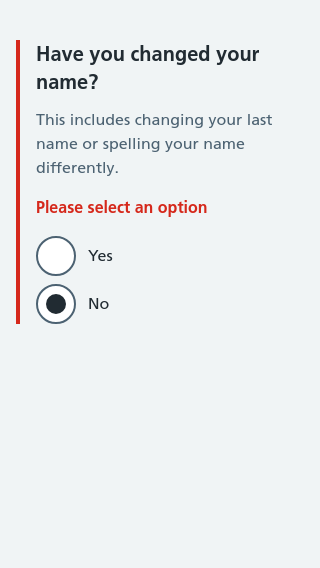 Have you changed your
name?
This includes changing your last
name or spelling your name
differently.
Please select an option
Yes
No